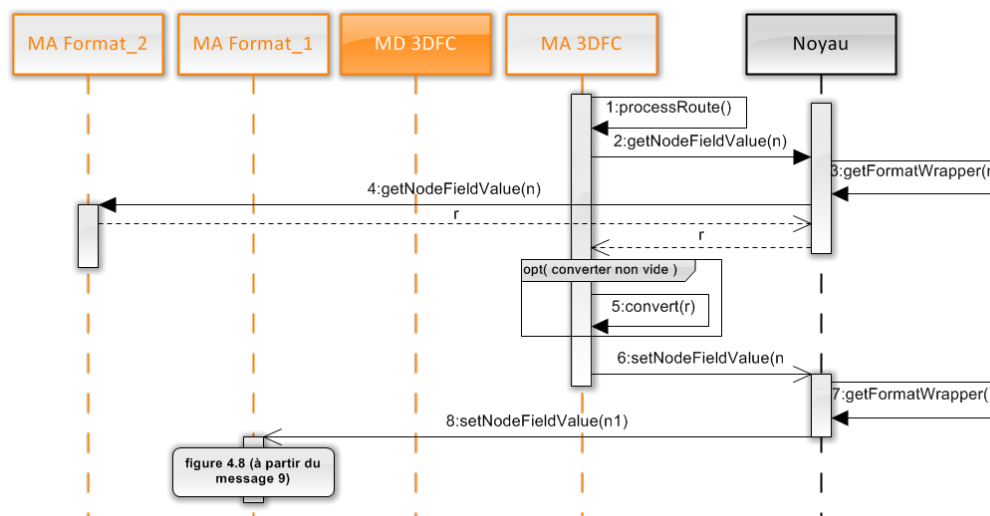 MA Format_2
MA Format_1
MD 3DFC
MA 3DFC
Noyau
1:processRoute()
2:getNodeFieldValue(n)
3:getFormatWrapper(
4:getNodeFieldValue(n)
r
r
opt( converter non vide )
5:convert(r)
6:setNodeFieldValue(n
7:getFormatWrapper(
8:setNodeFieldValue(n1)
figure 4.8 (à partir du
message 9)